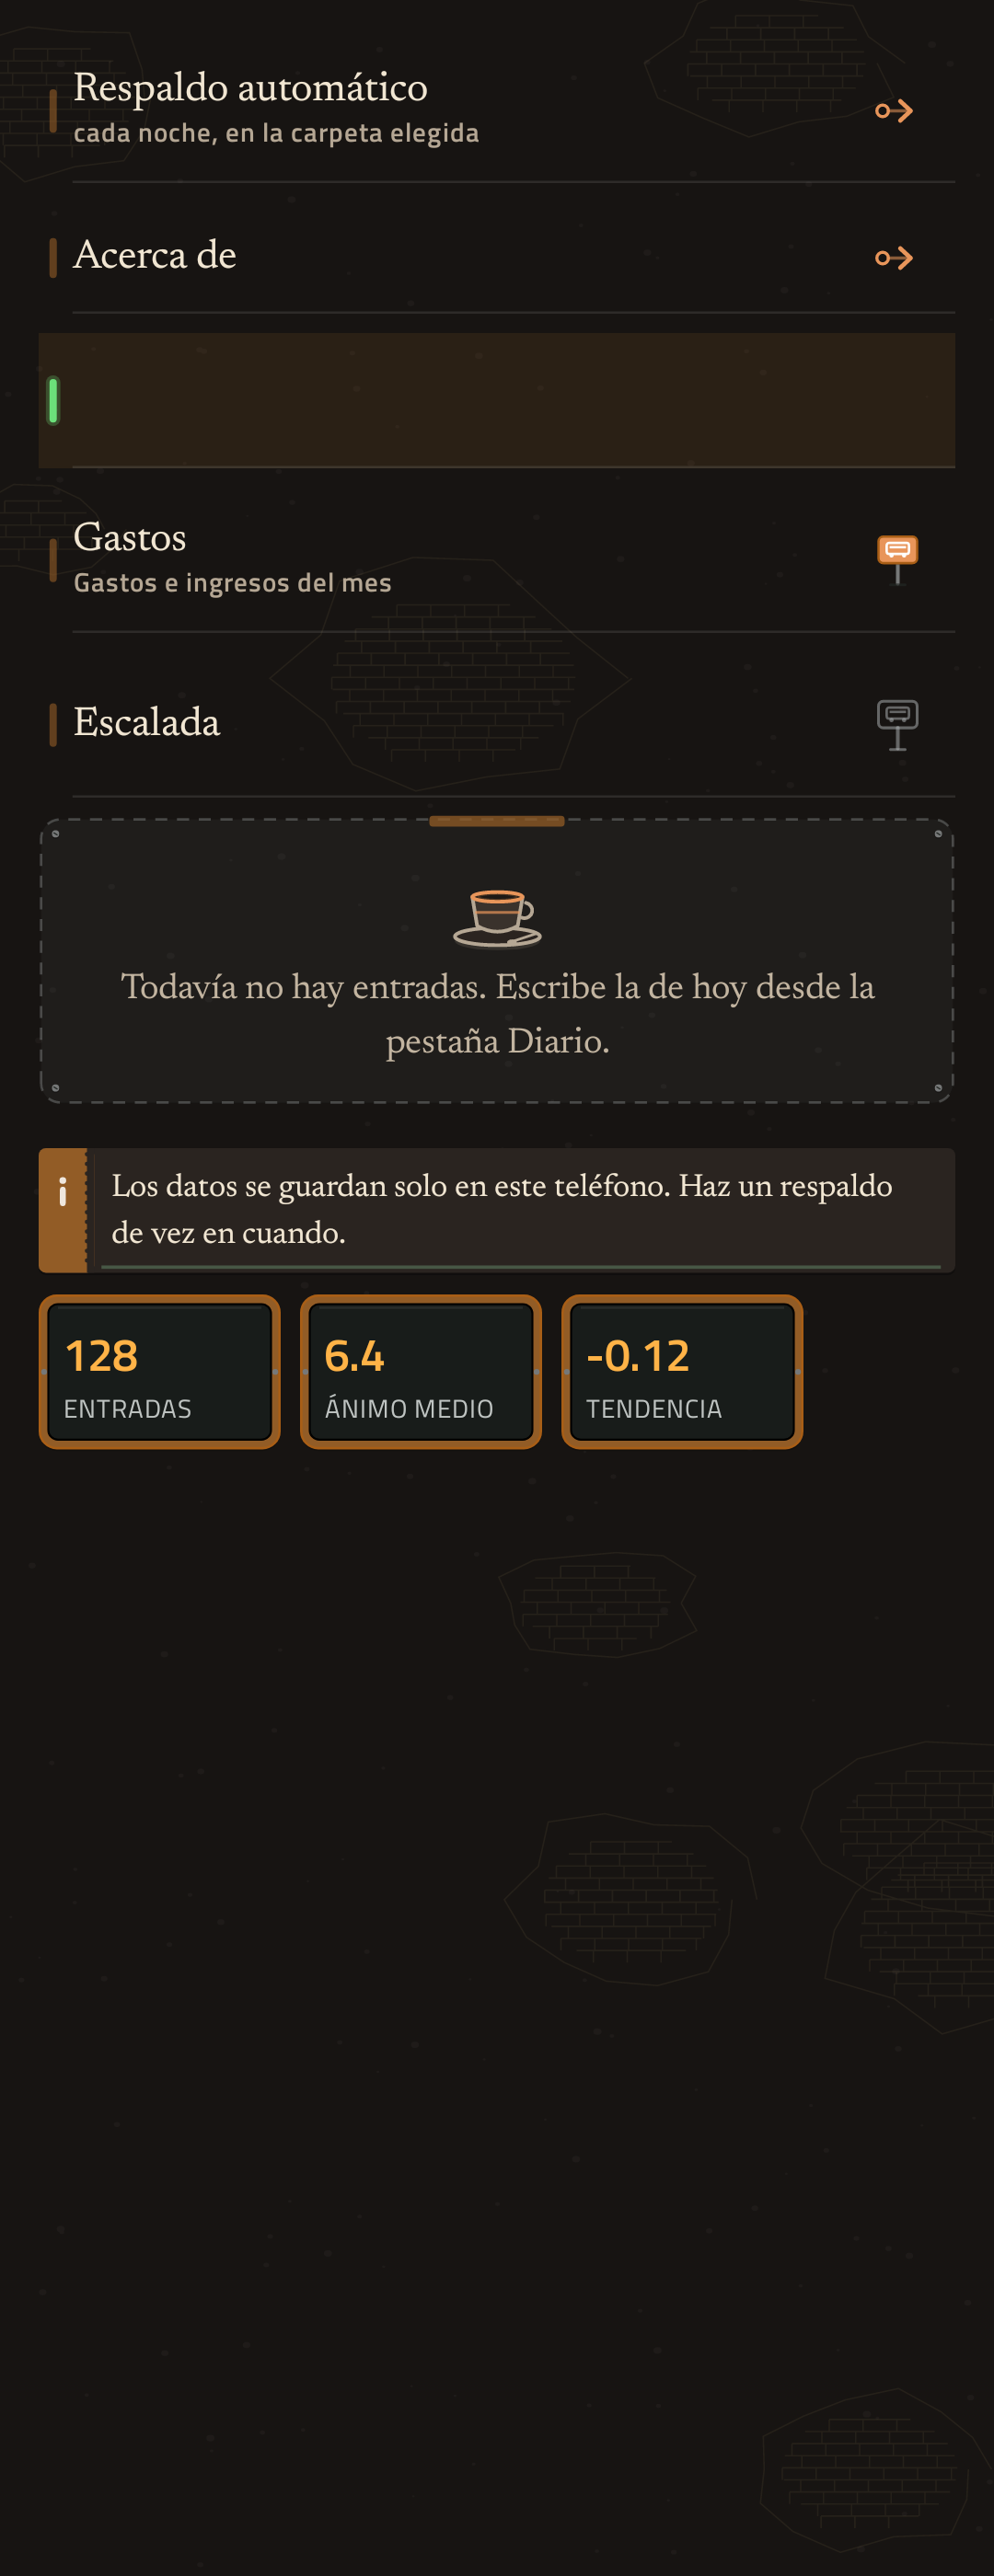 Respaldo automático
cada noche, en la carpeta elegida
Acerca de
Gastos
Gastos e ingresos del mes
Escalada
Todavía no hay entradas. Escribe la de hoy desde la
pestaña Diario.
Los datos se guardan solo en este teléfono. Haz un respaldo
de vez en cuando.
128
ENTRADAS
6.4
ÁNIMO MEDIO
-0.12
TENDENCIA